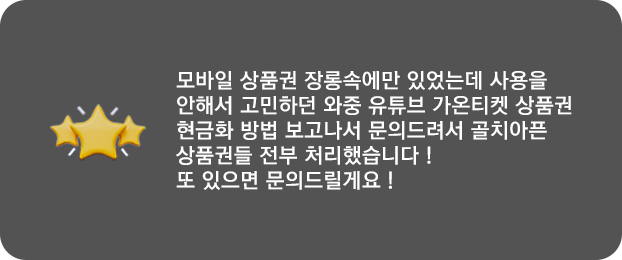 모바일 상품권 장롱속에만 있었는데 사용을
안해서 고민하던 와중 유튜브 가온티켓 상품권
현금화 방법 보고나서 문의드려서 골치아픈
상품권들 전부 처리했습니다 !
또 있으면 문의드릴게요 !